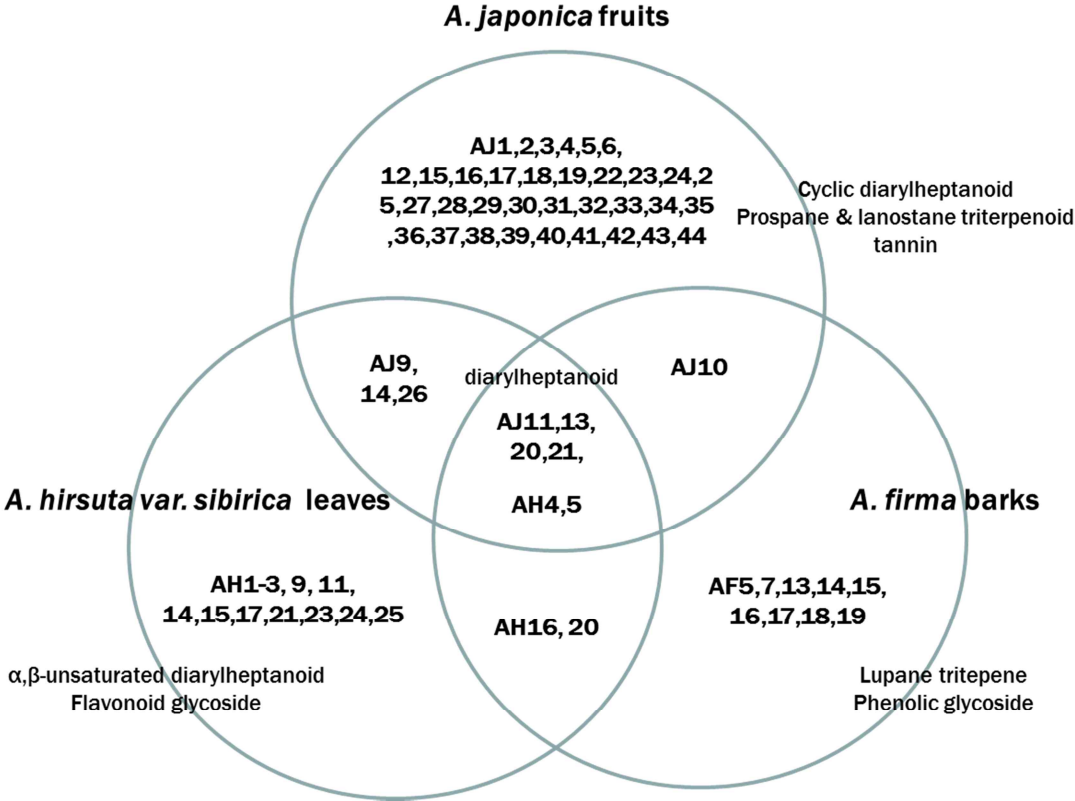 A. japonica fruits
AJ1,2,3,4,5,6,
12,15,16,17,18,19,22,23,24,2
5,27,28,29,30,31,32,33,34,35
,36,37,38,39,40,41,42,43,44
Cyclic diarylheptanoid
Prospane & lanostane triterpenoid
tannin
AJ9,
14,26
diarylheptanoid
AJ10
AJ11,13,
20,21,
AH4,5
A. hirsuta var. sibirica leaves
A. firma barks
AH1-3, 9, 11,
14,15,17,21,23,24,25
AH16, 20
AF5,7,13,14,15,
16,17,18,19
α,β-unsaturated diarylheptanoid
Flavonoid glycoside
Lupane tritepene
Phenolic glycoside